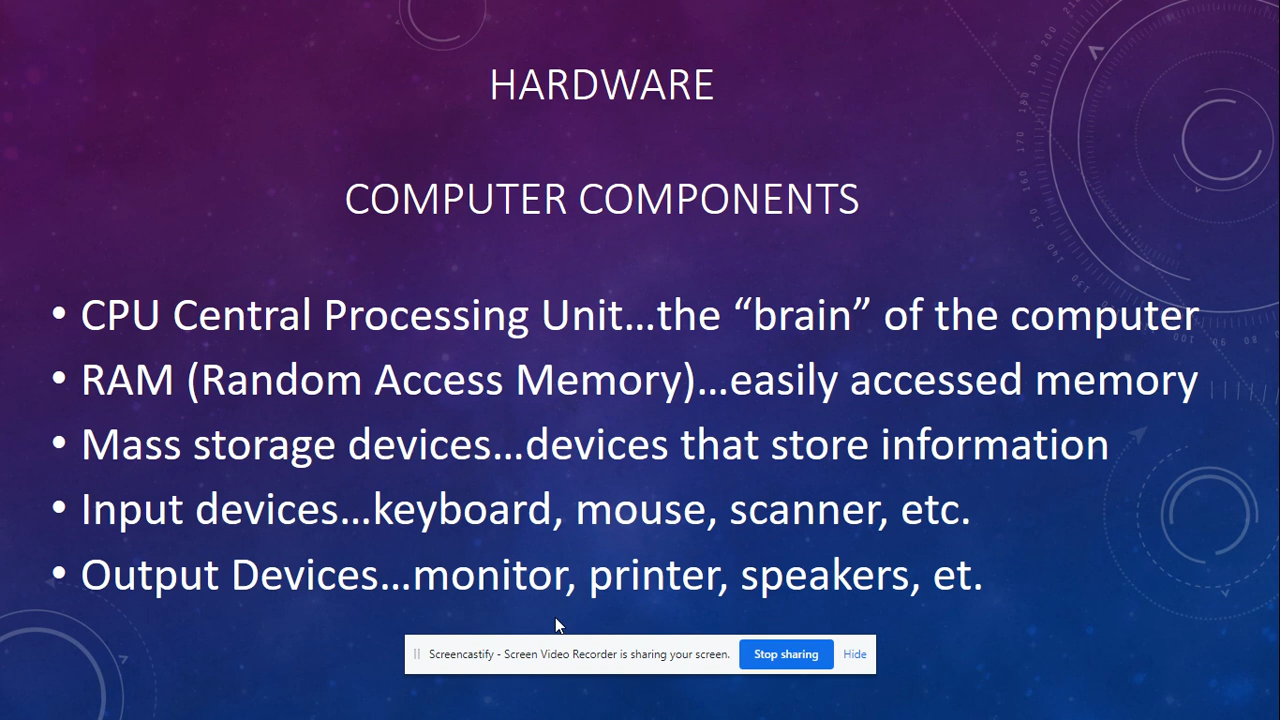 HARDWARE
COMPUTER COMPONENTS
• CPU Central Processing Unit…the “brain” of the computer
• RAM (Random Access Memory)…easily accessed memory
• Mass storage devices…devices that store information
• Input devices…keyboard, mouse, scanner, etc.
• Output Devices…monitor, printer, speakers, et.
Screencastify - Screen Video Recorder is sharing your screen. Stop sharing Hide